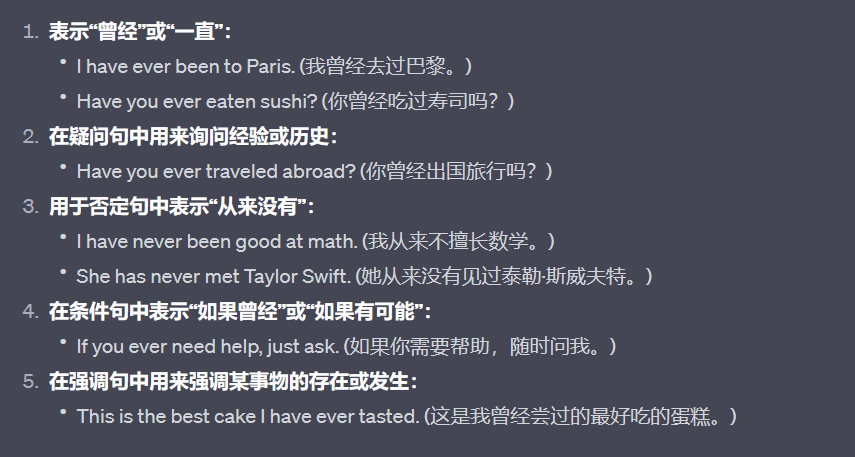 1. 表示“曾经”或“一直”：
• I have ever been to Paris. (我曾经去过巴黎。)
• Have you ever eaten sushi? (你曾经吃过寿司吗？)
2. 在疑问句中用来询问经验或历史：
• Have you ever traveled abroad? (你曾经出国旅行吗？)
3. 用于否定句中表示“从来没有”：
• I have never been good at math. (我从来不擅长数学。)
• She has never met Taylor Swift. (她从来没有见过泰勒·斯威夫特。)
4. 在条件句中表示“如果曾经”或“如果有可能”：
• If you ever need help, just ask. (如果你需要帮助，随时问我。)
5. 在强调句中用来强调某事物的存在或发生：
• This is the best cake I have ever tasted. (这是我曾经尝过的最好吃的蛋糕。)